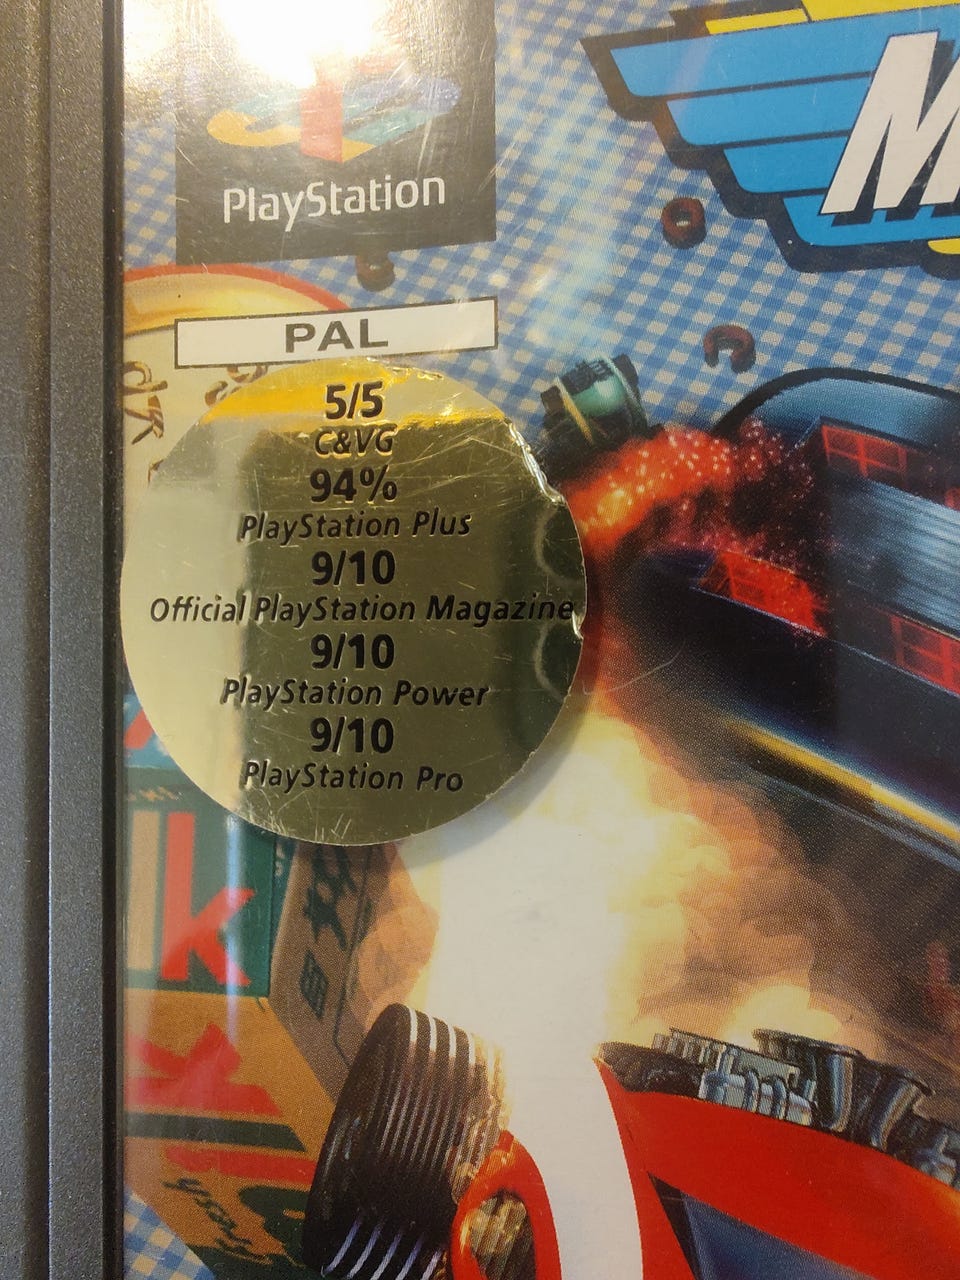 PlayStation
M
PAL
5/5
C&VG
94%
PlayStation Plus
9/10
Official PlayStation Magazine
9/10
PlayStation Power
9/10
PlayStation Pro
lk